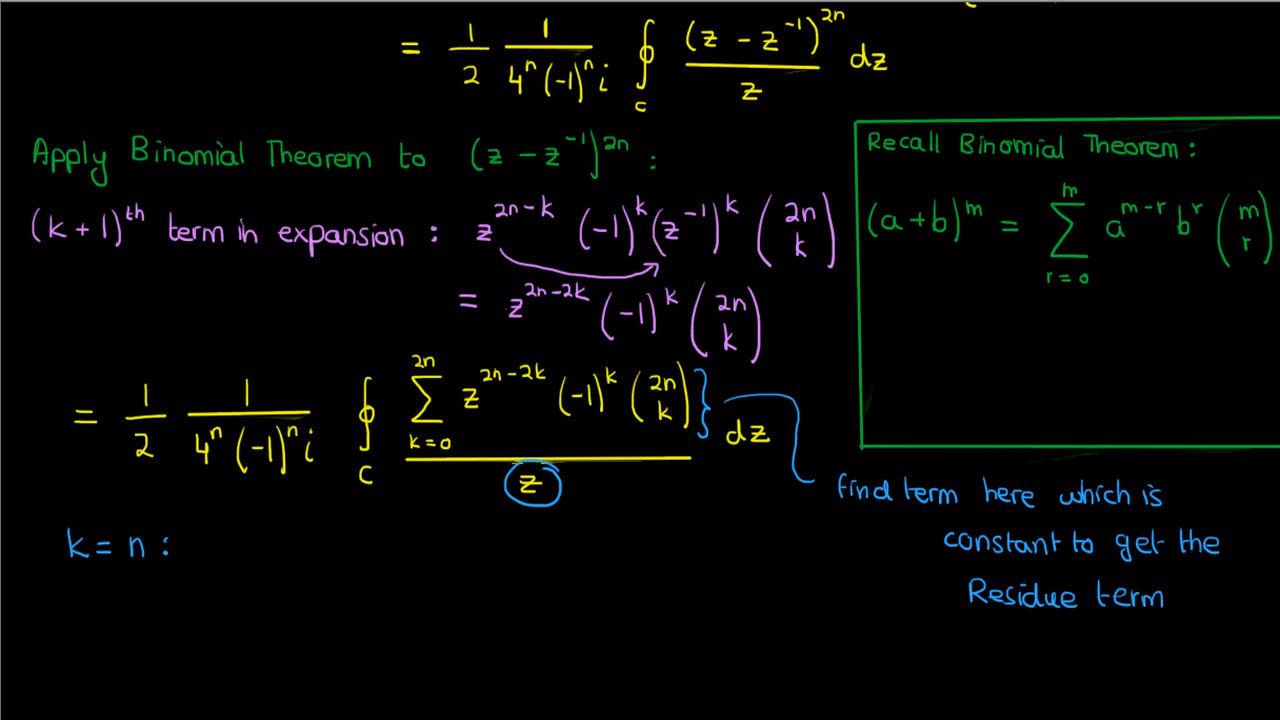 = 1/2 1/(4^n (-1)^n i) ∮_C (z - z^{-1})^{2n}/z dz
Apply Binomial Theorem to (z - z^{-1})^{2n} :
(k+1)^{th} term in expansion : z^{2n-k} (-1)^k (z^{-1})^k (2n k)
= z^{2n-2k} (-1)^k (2n k)
Recall Binomial Theorem :
(a+b)^m = ∑_{r=0}^{m} a^{m-r} b^r (m r)
= 1/2 1/(4^n (-1)^n i) ∮_C ∑_{k=0}^{2n} z^{2n-2k} (-1)^k (2n k) / z dz
find term here which is
constant to get the
Residue term
k = n :